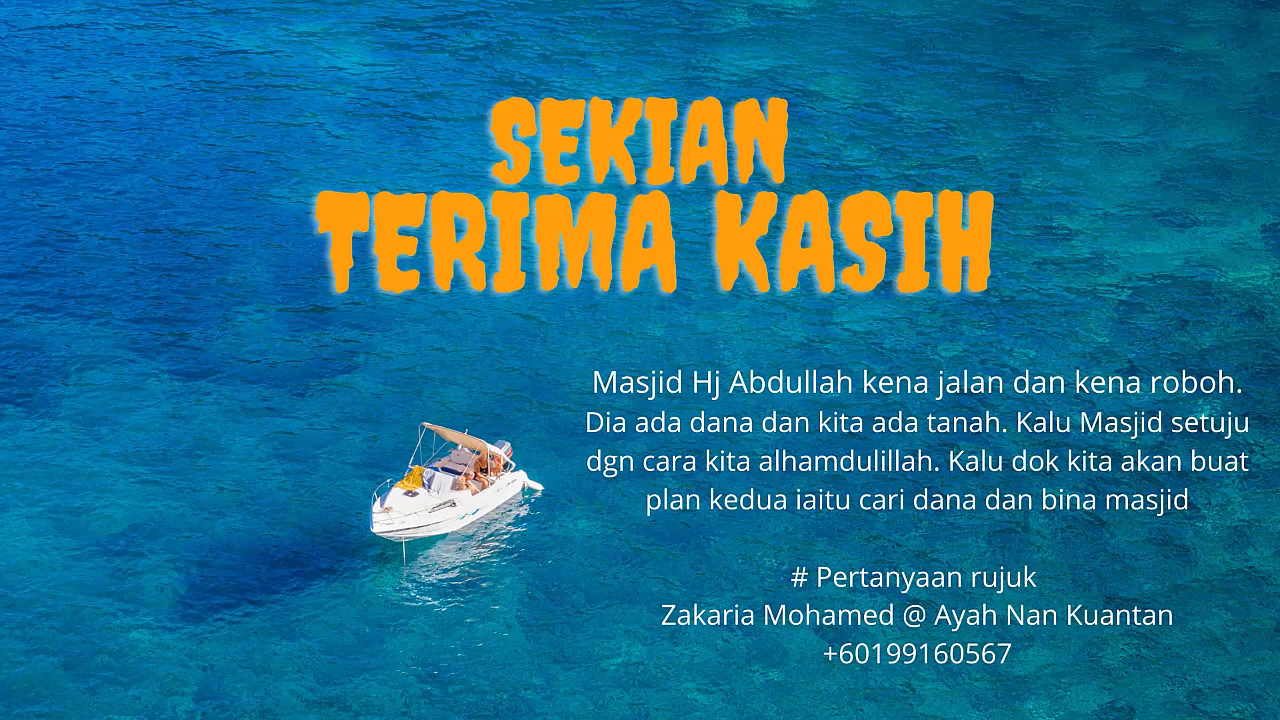 SEKIAN
TERIMA KASIH
Masjid Hj Abdullah kena jalan dan kena roboh.
Dia ada dana dan kita ada tanah. Kalu Masjid setuju
dgn cara kita alhamdulillah. Kalu dok kita akan buat
plan kedua iaitu cari dana dan bina masjid
# Pertanyaan rujuk
Zakaria Mohamed @ Ayah Nan Kuantan
+60199160567